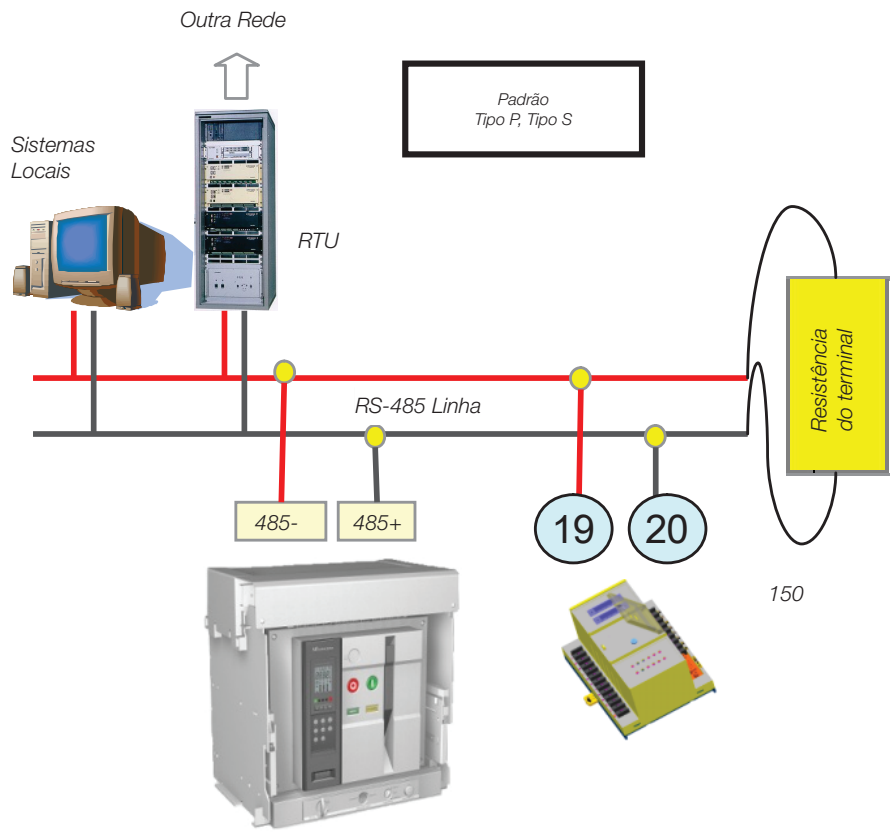 Outra Rede
Padrão
Tipo P, Tipo S
Sistemas
Locais
RTU
RS-485 Linha
Resistência
do terminal
485-
485+
19
20
150